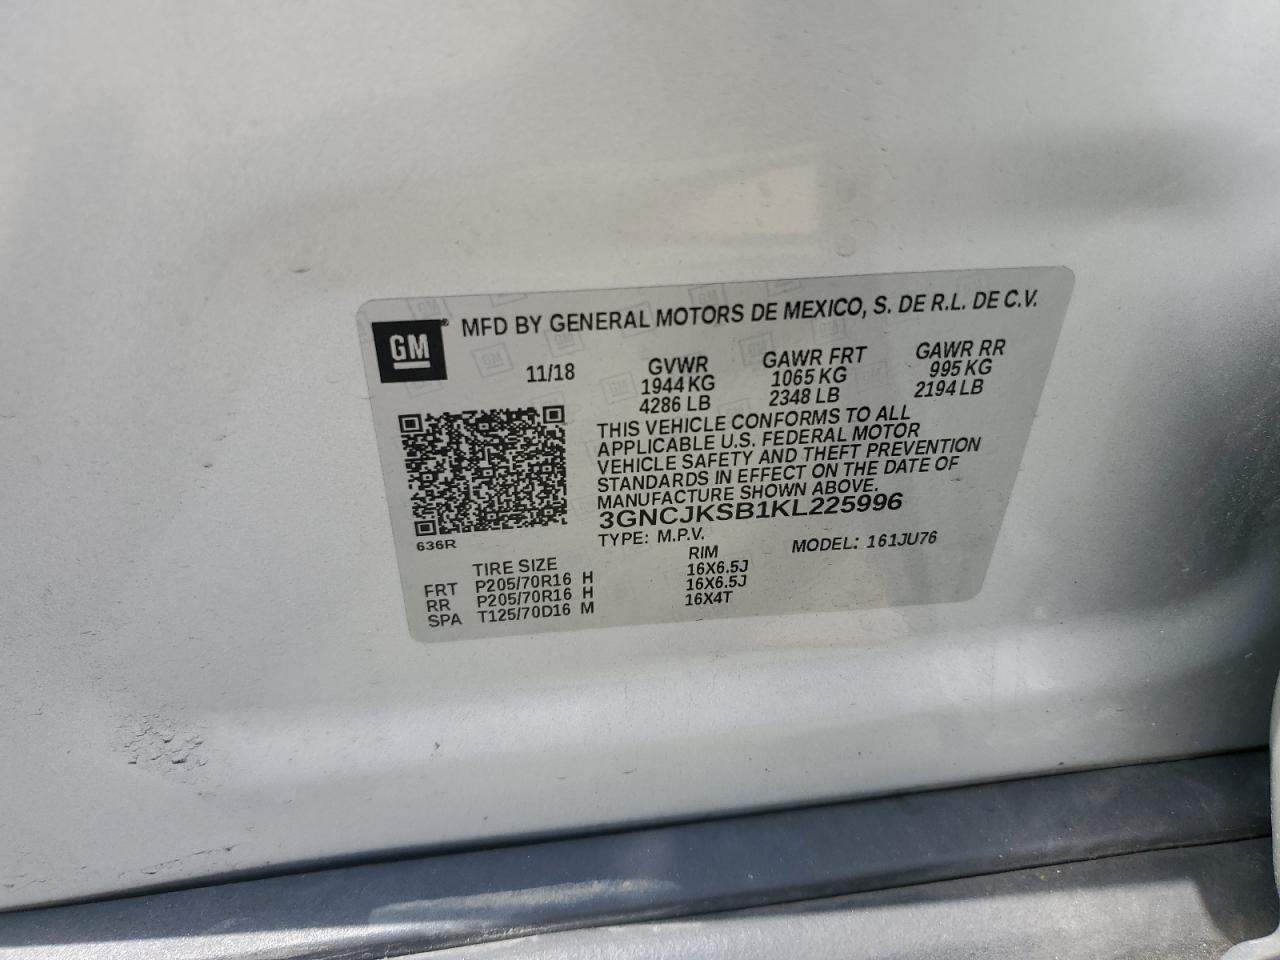 GM® MFD BY GENERAL MOTORS DE MEXICO, S. DE R.L. DE C.V.
11/18 GVWR GAWR FRT GAWR RR
1944 KG 1065 KG 995 KG
4286 LB 2348 LB 2194 LB
THIS VEHICLE CONFORMS TO ALL
APPLICABLE U.S. FEDERAL MOTOR
VEHICLE SAFETY AND THEFT PREVENTION
STANDARDS IN EFFECT ON THE DATE OF
MANUFACTURE SHOWN ABOVE.
3GNCJKSB1KL225996
636R
TYPE: M.P.V. MODEL: 161JU76
TIRE SIZE RIM
FRT P205/70R16 H 16X6.5J
RR P205/70R16 H 16X6.5J
SPA T125/70D16 M 16X4T